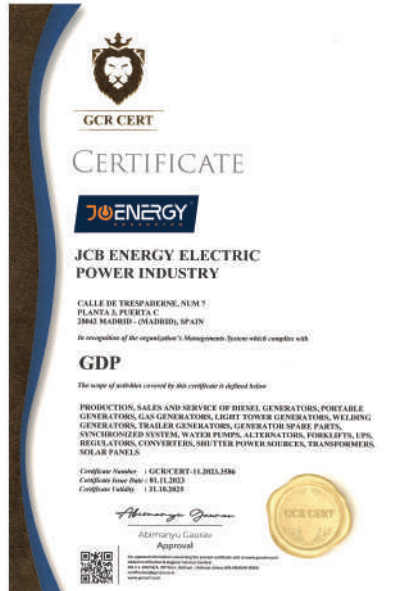 GCR CERT
CERTIFICATE
JCBENERGY
JCB ENERGY ELECTRIC
POWER INDUSTRY
CALLE DE TRESPADERNE, NUM 7
PLANTA 3, PUERTA C
28042 MADRID - (MADRID), SPAIN
In recognition of the organization's Managements System which complies with
GDP
The scope of activities covered by this certificate is defined below
PRODUCTION, SALES AND SERVICE OF DIESEL GENERATORS, PORTABLE
GENERATORS, GAS GENERATORS, LIGHT TOWER GENERATORS, WELDING
GENERATORS, TRAILER GENERATORS, GENERATOR SPARE PARTS,
SYNCHRONIZED SYSTEM, WATER PUMPS, ALTERNATORS, FORKLIFTS, UPS,
REGULATORS, CONVERTERS, SHUTTER POWER SOURCES, TRANSFORMERS,
SOLAR PANELS
Certificate Number : GCR/CERT-11.2023.3586
Certificate Issue Date : 01.11.2023
Certificate Validity : 31.10.2025
Abimanyu Gaurav
Abimanyu Gaurav
Approval
GCR CERT